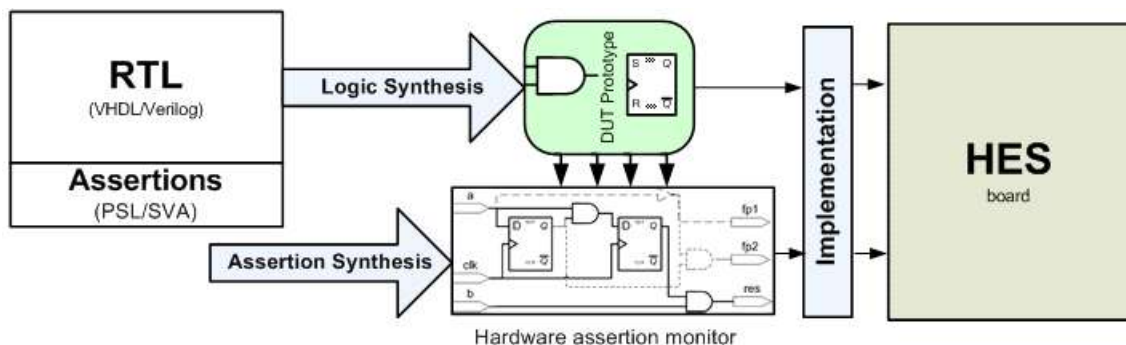 RTL
(VHDL/Verilog)
Assertions
(PSL/SVA)
Logic Synthesis
Assertion Synthesis
DUT Prototype
S Q
R Q
a
clk
b
D Q
Q
D Q
Q
fp1
fp2
res
Hardware assertion monitor
Implementation
HES
board